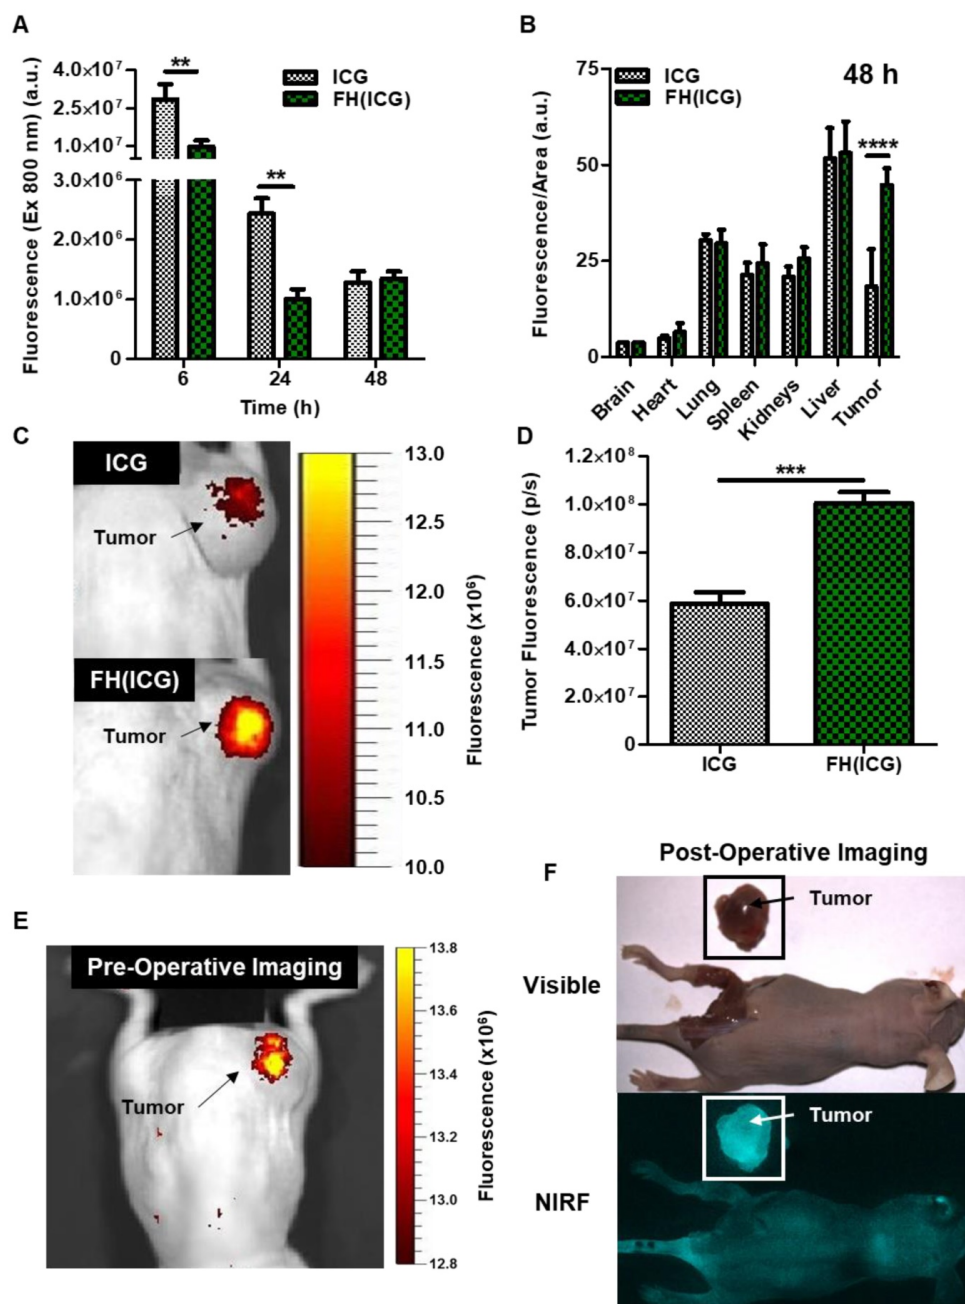 A
Fluorescence (Ex 800 nm) (a.u.)
4.0×10⁷
2.5×10⁷
1.0×10⁷
3.0×10⁶
2.0×10⁶
1.0×10⁶
0
**
**
ICG
FH(ICG)
6
24
48
Time (h)
B
Fluorescence/Area (a.u.)
75
50
25
0
ICG
FH(ICG)
48 h
****
Brain
Heart
Lung
Spleen
Kidneys
Liver
Tumor
C
ICG
Tumor
FH(ICG)
Tumor
13.0
12.5
12.0
11.5
11.0
10.5
10.0
Fluorescence (x10⁶)
D
Tumor Fluorescence (p/s)
1.2×10⁸
1.0×10⁸
8.0×10⁷
6.0×10⁷
4.0×10⁷
2.0×10⁷
0
***
ICG
FH(ICG)
E
Pre-Operative Imaging
Tumor
13.8
13.6
13.4
13.2
13.0
12.8
Fluorescence (x10⁶)
F
Post-Operative Imaging
Visible
Tumor
NIRF
Tumor